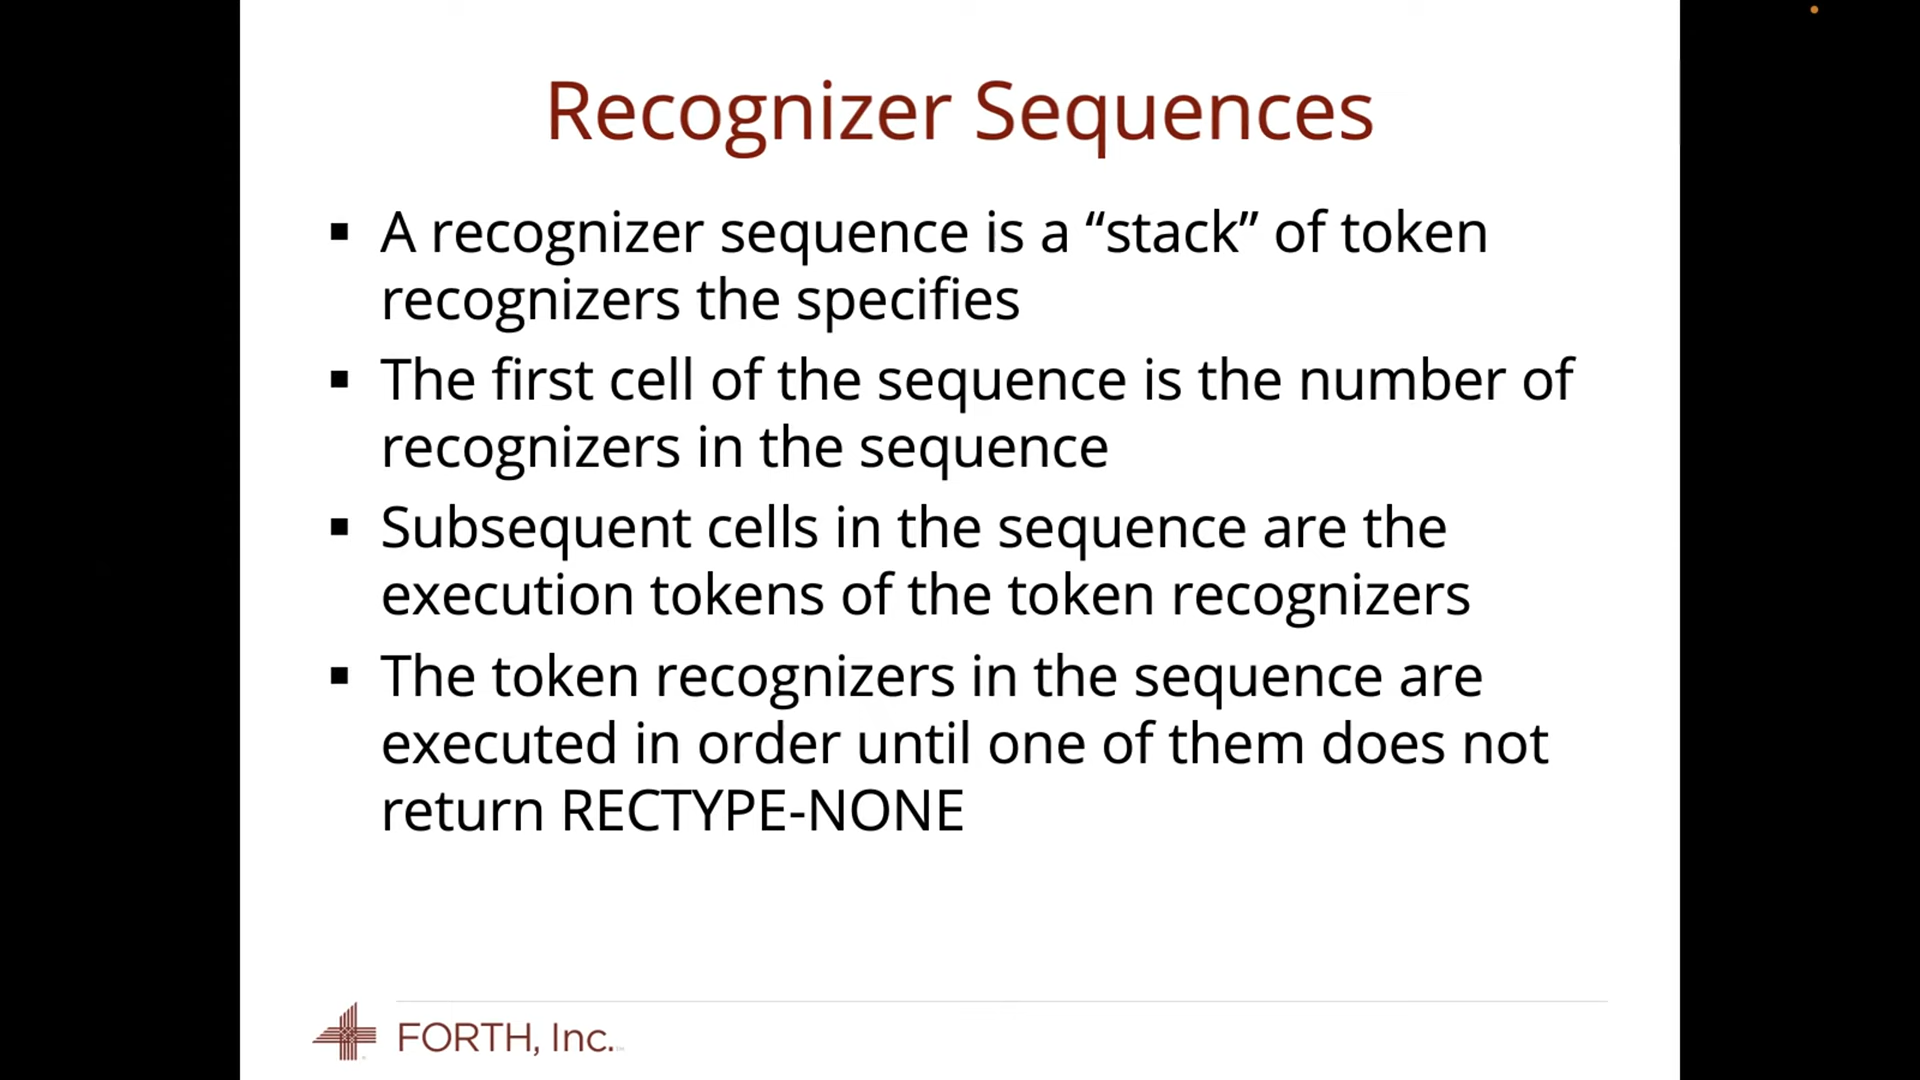 Recognizer Sequences
▪ A recognizer sequence is a “stack” of token
recognizers the specifies
▪ The first cell of the sequence is the number of
recognizers in the sequence
▪ Subsequent cells in the sequence are the
execution tokens of the token recognizers
▪ The token recognizers in the sequence are
executed in order until one of them does not
return RECTYPE-NONE
FORTH, Inc.